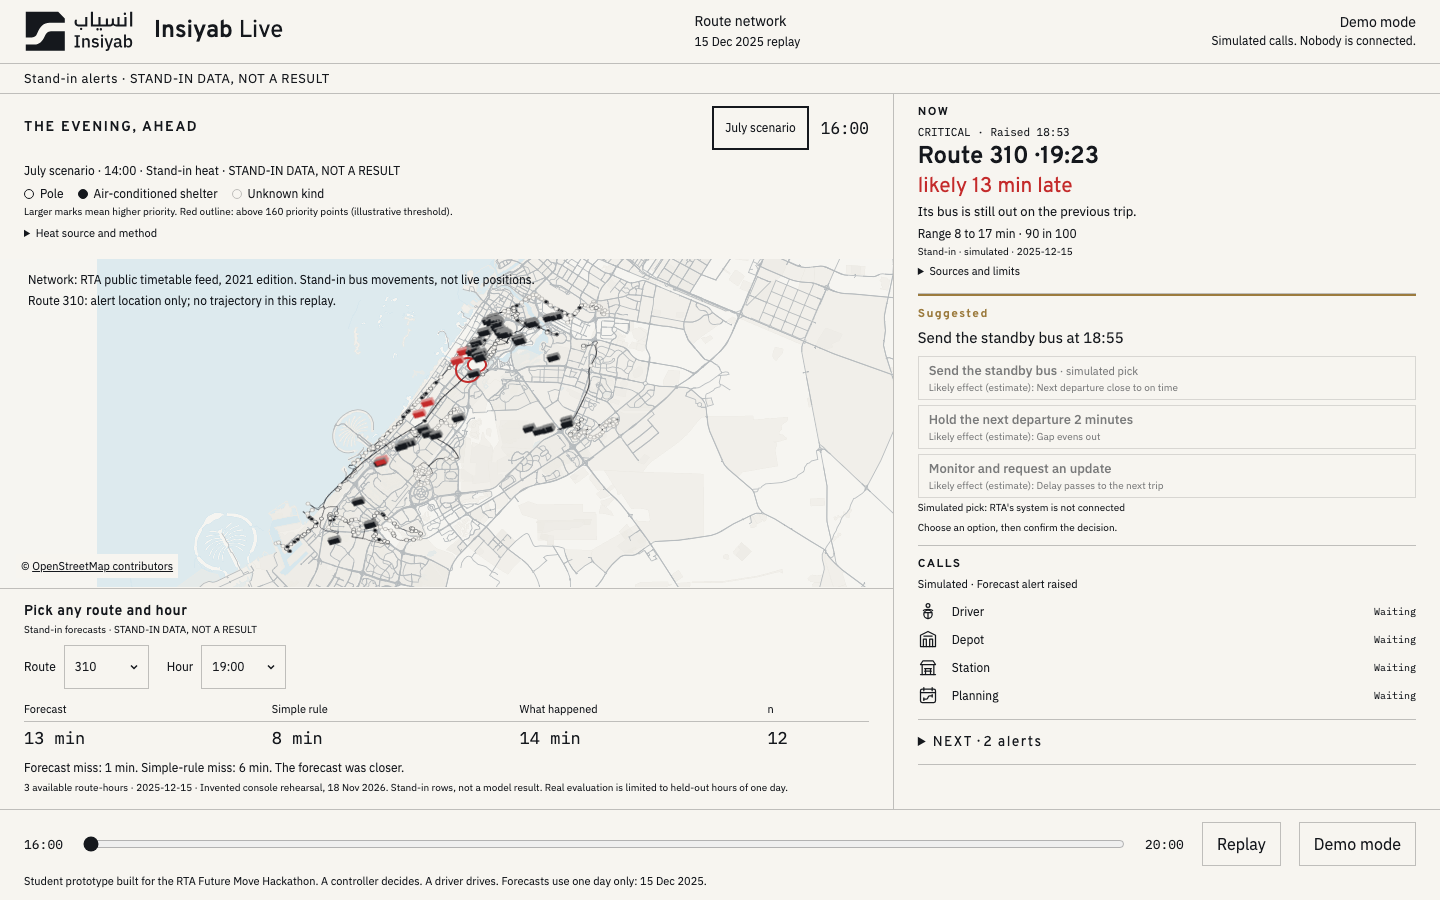 انسياب
Insiyab
Insiyab Live
Route network
15 Dec 2025 replay
Demo mode
Simulated calls. Nobody is connected.
Stand-in alerts · STAND-IN DATA, NOT A RESULT
THE EVENING, AHEAD
July scenario
16:00
July scenario · 14:00 · Stand-in heat · STAND-IN DATA, NOT A RESULT
Pole
Air-conditioned shelter
Unknown kind
Larger marks mean higher priority. Red outline: above 160 priority points (illustrative threshold).
Heat source and method
Network: RTA public timetable feed, 2021 edition. Stand-in bus movements, not live positions.
Route 310: alert location only; no trajectory in this replay.
© OpenStreetMap contributors
Pick any route and hour
Stand-in forecasts · STAND-IN DATA, NOT A RESULT
Route 310 Hour 19:00
Forecast Simple rule What happened n
13 min 8 min 14 min 12
Forecast miss: 1 min. Simple-rule miss: 6 min. The forecast was closer.
3 available route-hours · 2025-12-15 · Invented console rehearsal, 18 Nov 2026. Stand-in rows, not a model result. Real evaluation is limited to held-out hours of one day.
NOW
CRITICAL · Raised 18:53
Route 310 ·19:23
likely 13 min late
Its bus is still out on the previous trip.
Range 8 to 17 min · 90 in 100
Stand-in · simulated · 2025-12-15
Sources and limits
Suggested
Send the standby bus at 18:55
Send the standby bus · simulated pick
Likely effect (estimate): Next departure close to on time
Hold the next departure 2 minutes
Likely effect (estimate): Gap evens out
Monitor and request an update
Likely effect (estimate): Delay passes to the next trip
Simulated pick: RTA's system is not connected
Choose an option, then confirm the decision.
CALLS
Simulated · Forecast alert raised
Driver Waiting
Depot Waiting
Station Waiting
Planning Waiting
NEXT · 2 alerts
16:00
20:00
Replay
Demo mode
Student prototype built for the RTA Future Move Hackathon. A controller decides. A driver drives. Forecasts use one day only: 15 Dec 2025.